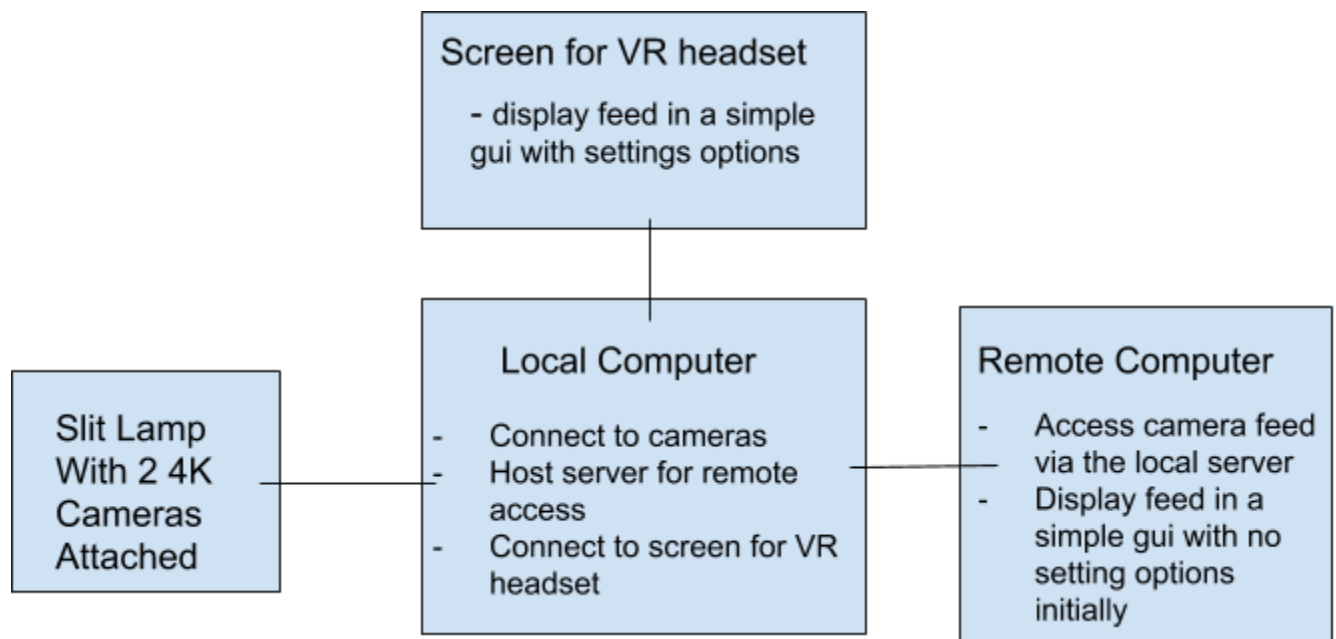 Screen for VR headset
- display feed in a simple
gui with settings options
Slit Lamp
With 2 4K
Cameras
Attached
Local Computer
- Connect to cameras
- Host server for remote
access
- Connect to screen for VR
headset
Remote Computer
- Access camera feed
via the local server
- Display feed in a
simple gui with no
setting options
initially